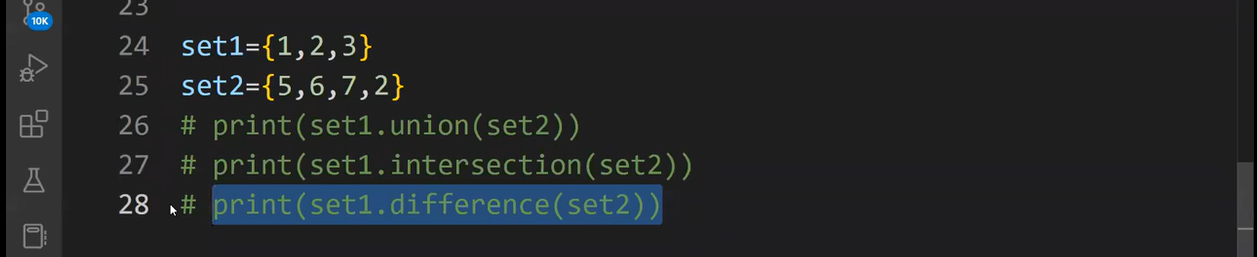 10K
23
24 set1={1,2,3}
25 set2={5,6,7,2}
26 # print(set1.union(set2))
27 # print(set1.intersection(set2))
28 # print(set1.difference(set2))